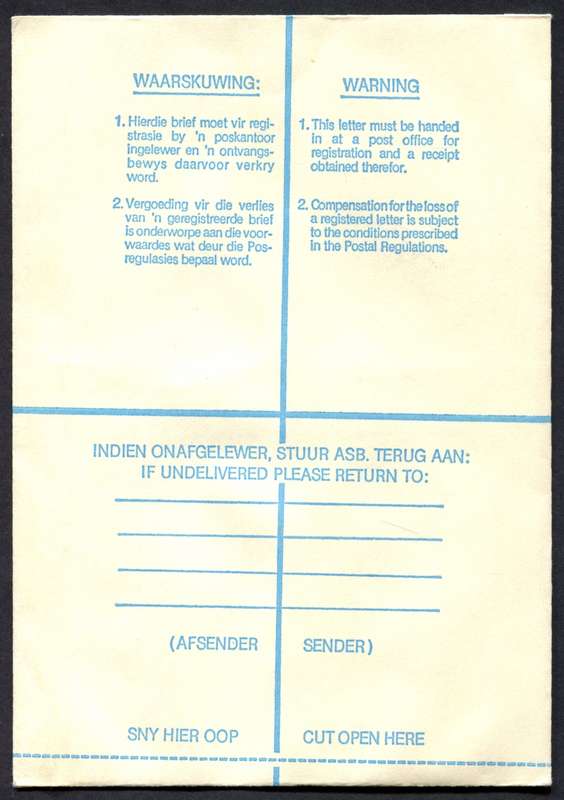 WAARSKUWING:
1. Hierdie brief moet vir regi-
strasie by 'n poskantoor
ingelewer en 'n ontvangs-
bewys daarvoor verkry
word.
2. Vergoeding vir die verlies
van 'n geregistreerde brief
is onderworpe aan die voor-
waardes wat deur die Pos-
regulasies bepaal word.
WARNING
1. This letter must be handed
in at a post office for
registration and a receipt
obtained therefor.
2. Compensation for the loss of
a registered letter is subject
to the conditions prescribed
in the Postal Regulations.
INDIEN ONAFGELEWER, STUUR ASB. TERUG AAN:
IF UNDELIVERED PLEASE RETURN TO:
(AFSENDER SENDER)
SNY HIER OOP CUT OPEN HERE